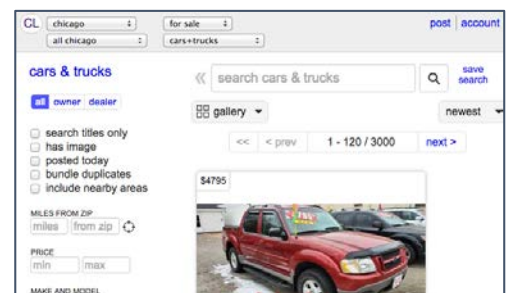 CL chicago for sale post account
all chicago cars+trucks
cars & trucks
search cars & trucks
save search
all owner dealer
gallery
newest
search titles only
has image
posted today
bundle duplicates
include nearby areas
<< < prev 1 - 120 / 3000 next >
$4795
MILES FROM ZIP
miles from zip
PRICE
min max
MAKE AND MODEL